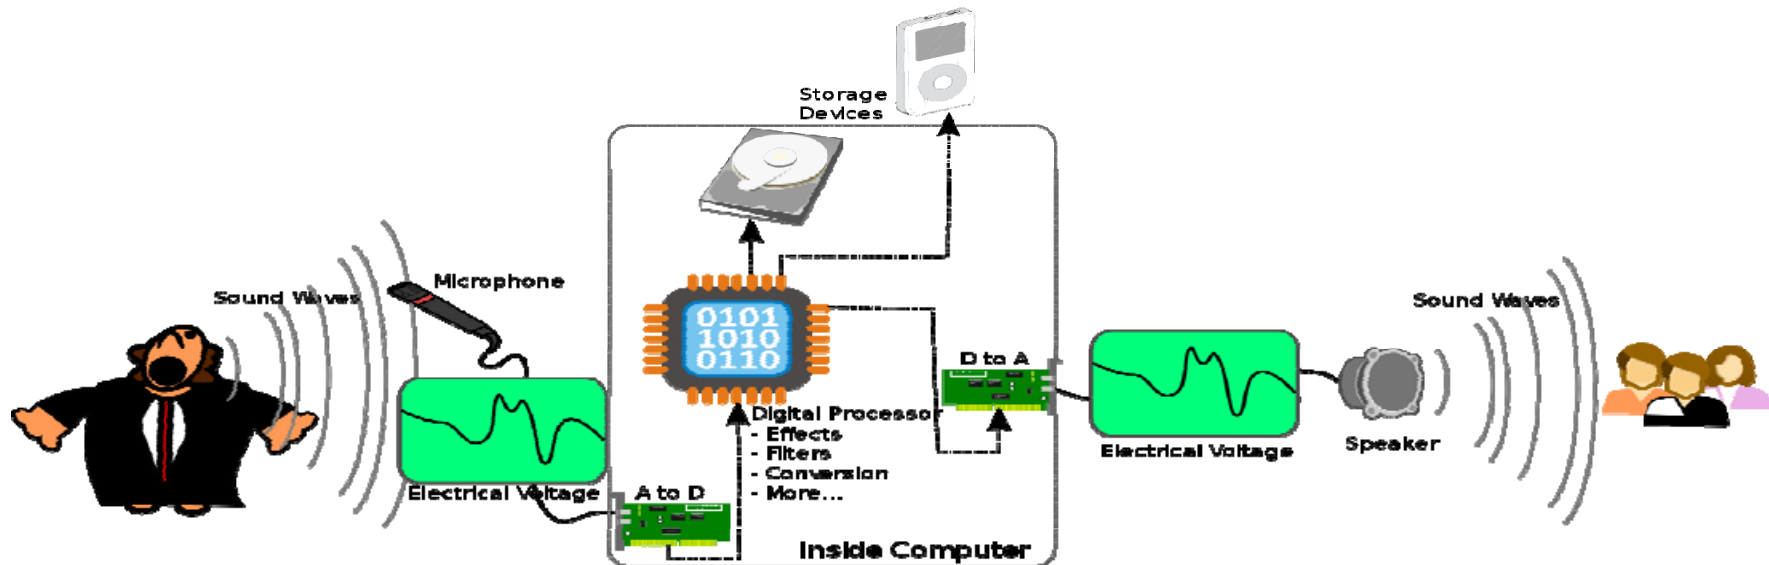 Storage
Devices
Sound Waves
Microphone
Sound Waves
0101
1010
0110
D to A
Digital Processor
- Effects
- Filters
- Conversion
- More...
Electrical Voltage
Speaker
Electrical Voltage
A to D
Inside Computer